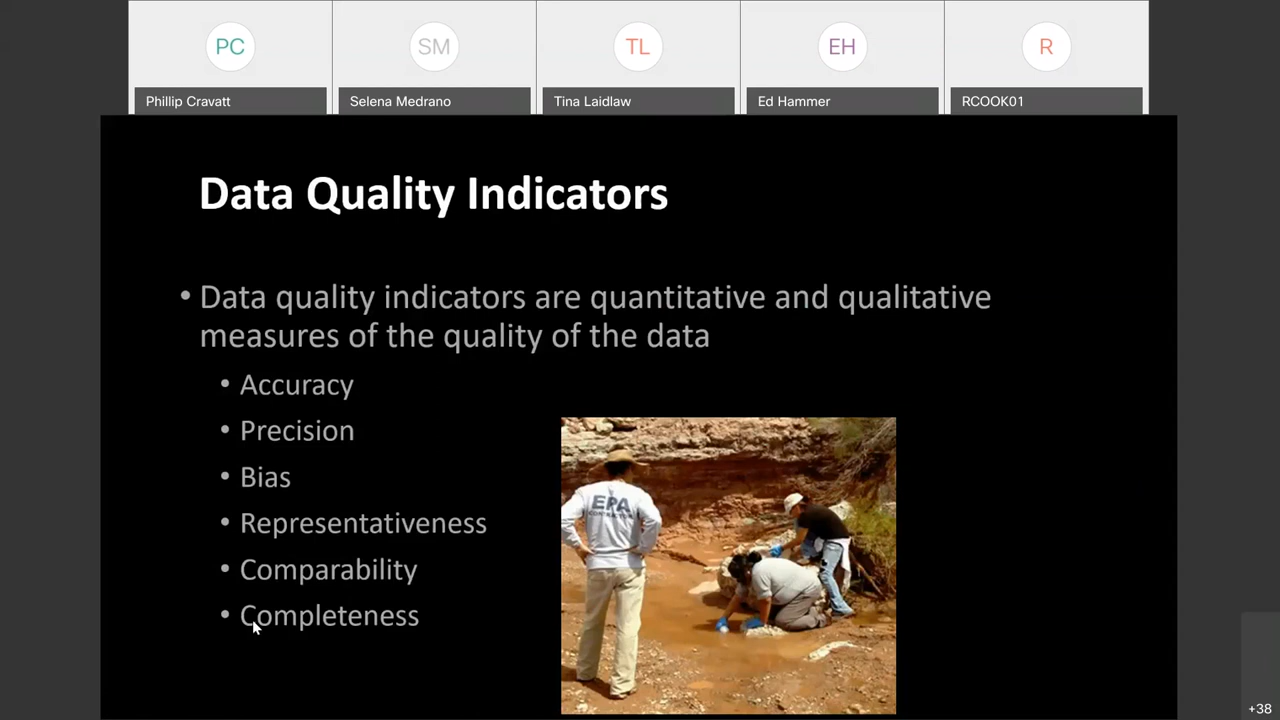 PC
SM
TL
EH
R
Phillip Cravatt
Selena Medrano
Tina Laidlaw
Ed Hammer
RCOOK01
Data Quality Indicators
• Data quality indicators are quantitative and qualitative
measures of the quality of the data
• Accuracy
• Precision
• Bias
• Representativeness
• Comparability
• Completeness
EPA
CONTRACTOR
+38